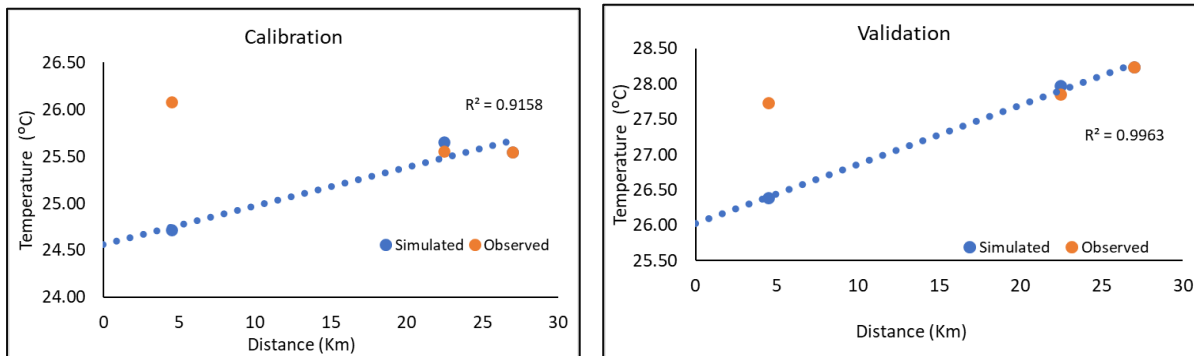 Calibration
26.50
26.00
25.50
25.00
24.50
24.00
Temperature (°C)
R² = 0.9158
Simulated Observed
0 5 10 15 20 25 30
Distance (Km)
Validation
28.50
28.00
27.50
27.00
26.50
26.00
25.50
Temperature (°C)
R² = 0.9963
Simulated Observed
0 5 10 15 20 25 30
Distance (Km)